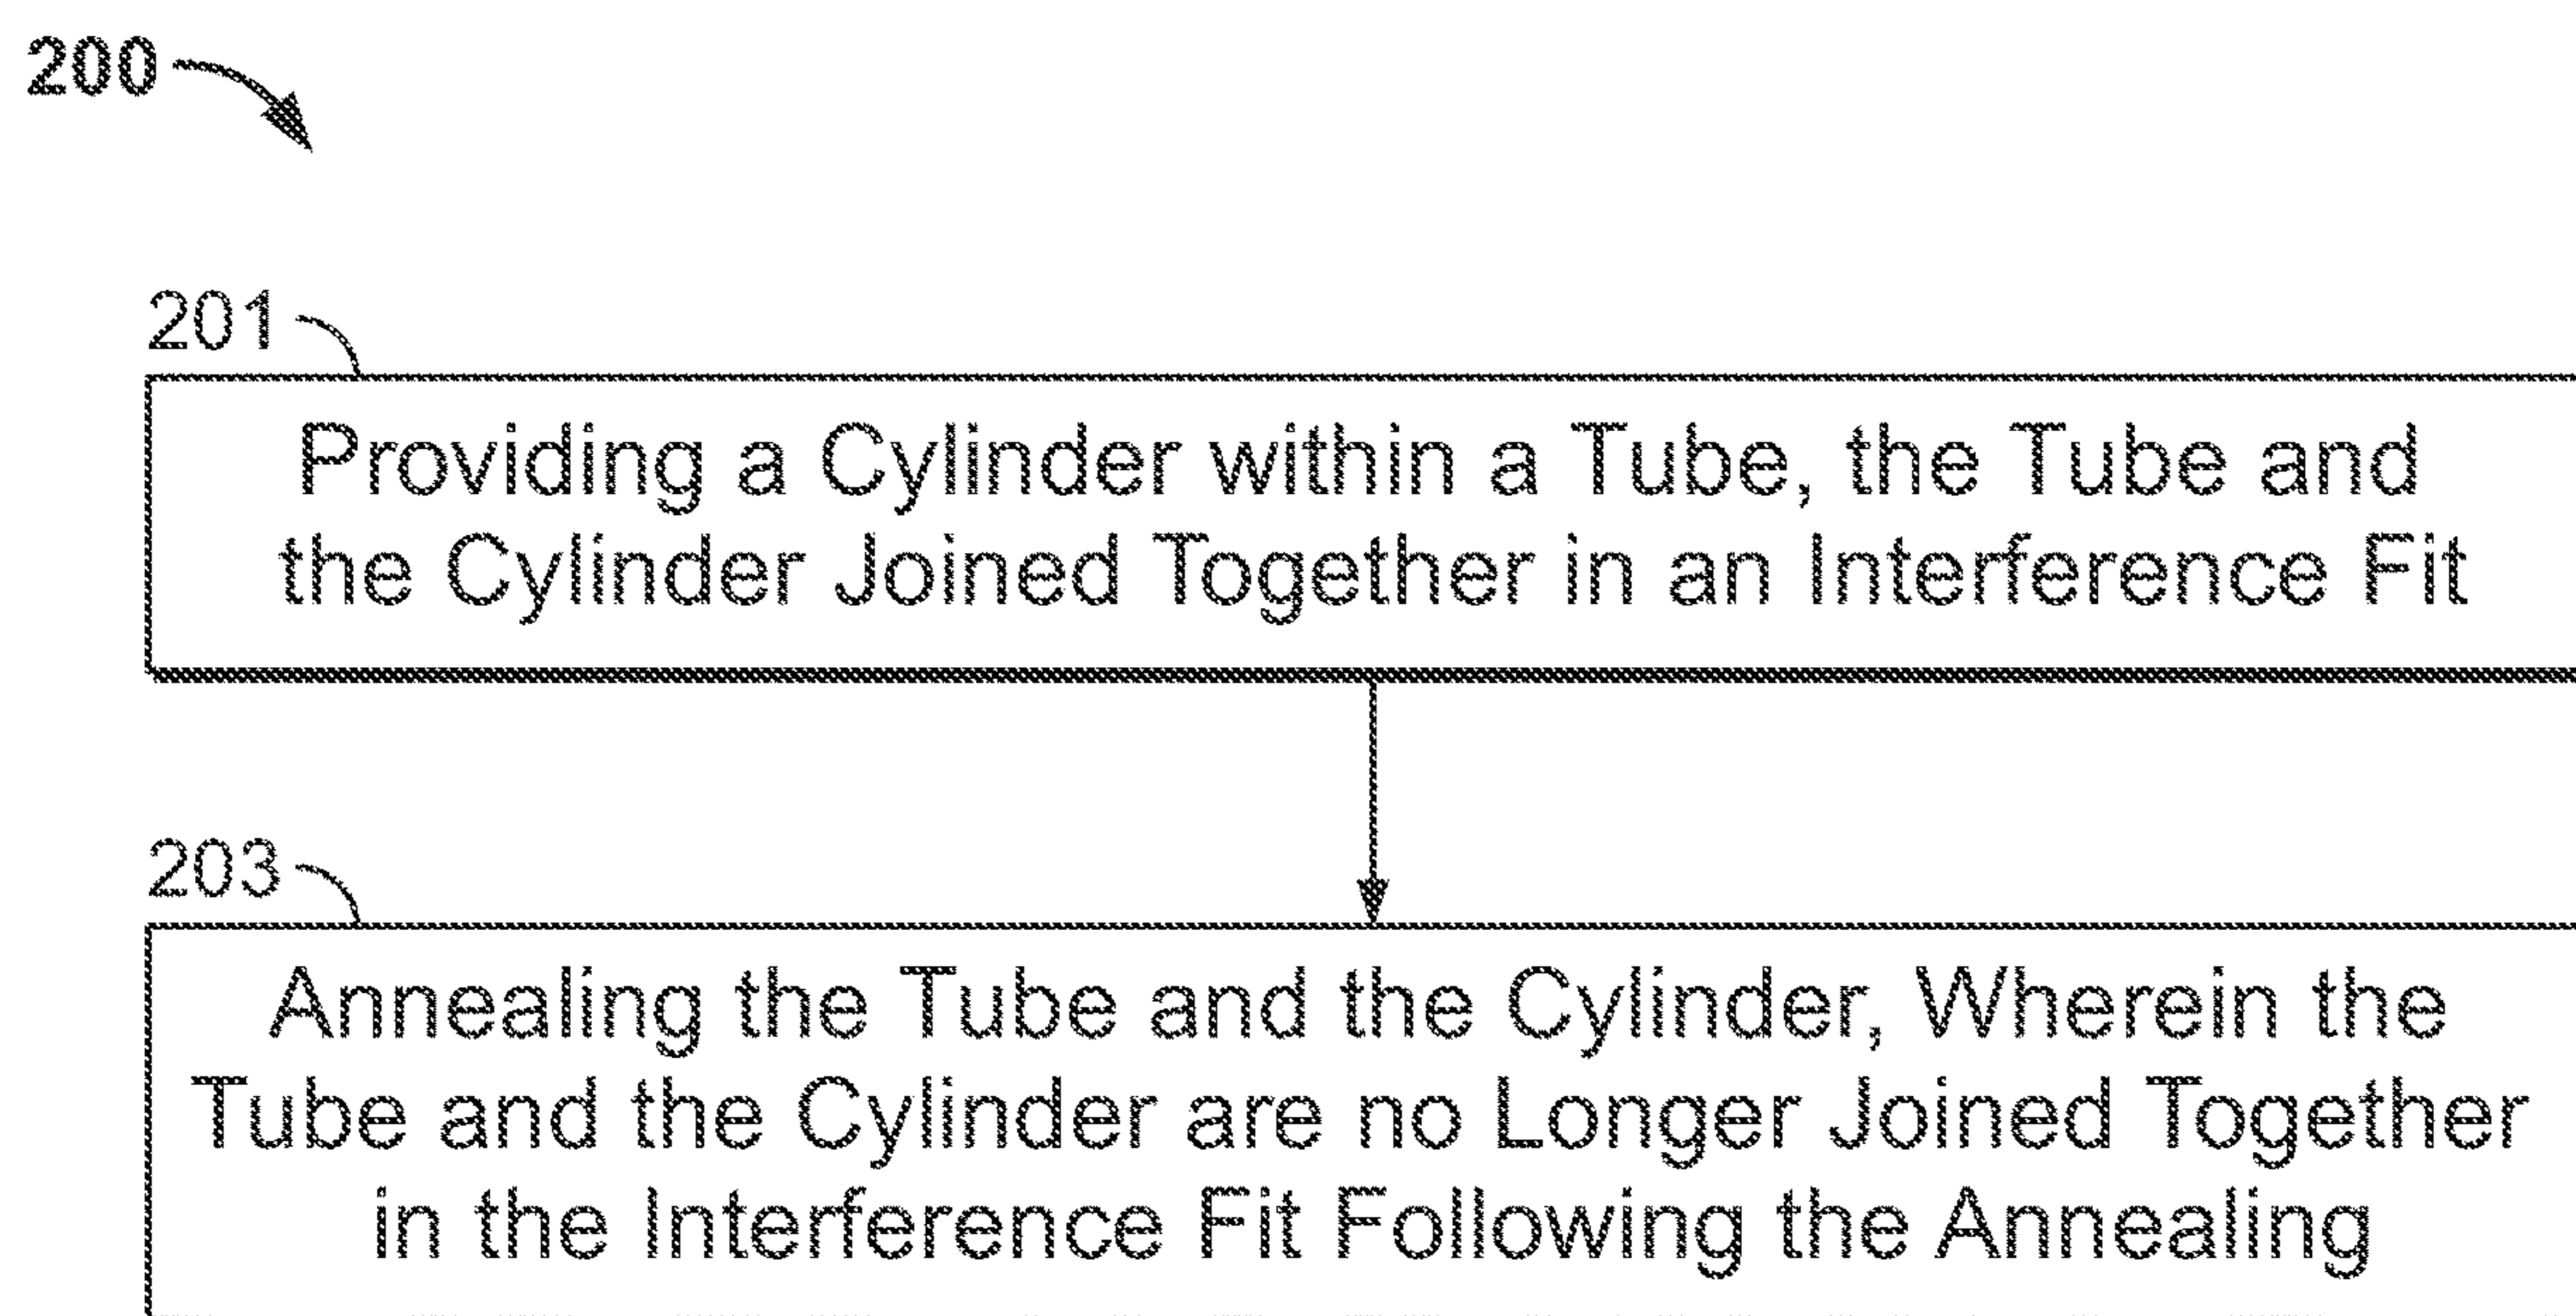 200
201
Providing a Cylinder within a Tube, the Tube and
the Cylinder Joined Together in an Interference Fit
203
Annealing the Tube and the Cylinder, Wherein the
Tube and the Cylinder are no Longer Joined Together
in the Interference Fit Following the Annealing